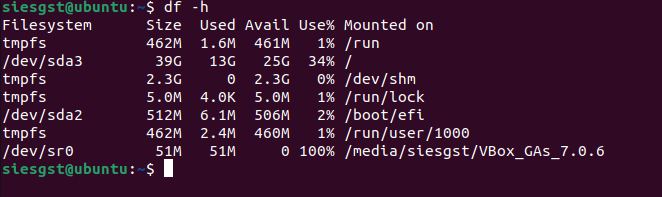 siesgst@ubuntu:~$ df -h
Filesystem      Size  Used Avail Use% Mounted on
tmpfs           462M  1.6M  461M   1% /run
/dev/sda3        39G   13G   25G  34% /
tmpfs           2.3G     0  2.3G   0% /dev/shm
tmpfs           5.0M  4.0K  5.0M   1% /run/lock
/dev/sda2       512M  6.1M  506M   2% /boot/efi
tmpfs           462M  2.4M  460M   1% /run/user/1000
/dev/sr0         51M   51M     0 100% /media/siesgst/VBox_GAs_7.0.6
siesgst@ubuntu:~$